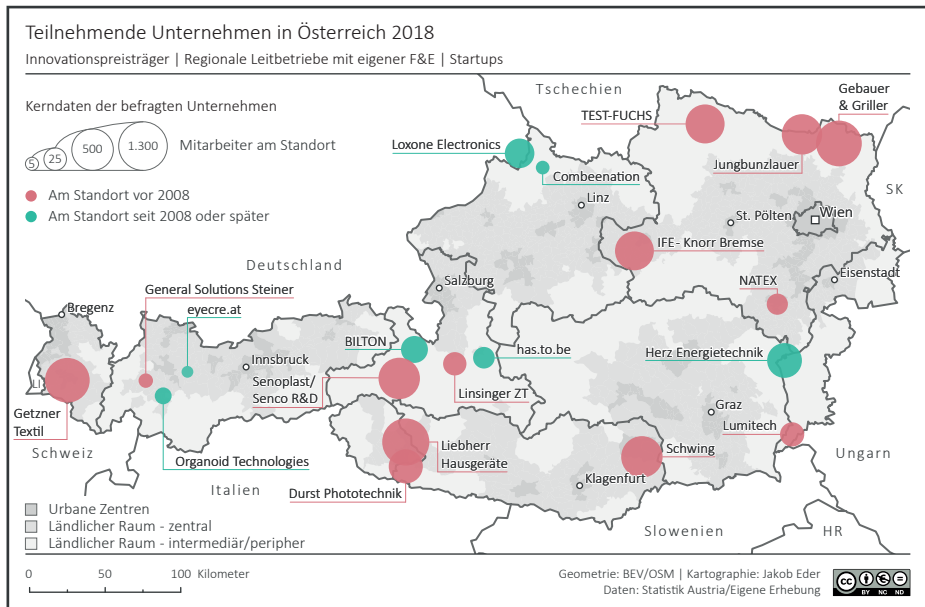 Teilnehmende Unternehmen in Österreich 2018
Innovationspreisträger | Regionale Leitbetriebe mit eigener F&E | Startups
Kerndaten der befragten Unternehmen
5
25
500
1.300
Mitarbeiter am Standort
Am Standort vor 2008
Am Standort seit 2008 oder später
Tschechien
Gebauer
& Griller
TEST-FUCHS
Loxone Electronics
Jungbunzlauer
Combeenation
SK
Linz
St. Pölten
Wien
IFE- Knorr Bremse
Deutschland
Salzburg
Eisenstadt
NATEX
General Solutions Steiner
Bregenz
eyecre.at
BILTON
has.to.be
Herz Energietechnik
Innsbruck
LI
Senoplast/
Senco R&D
Linsinger ZT
Getzner
Textil
Graz
Lumitech
Schweiz
Organoid Technologies
Liebherr
Hausgeräte
Schwing
Ungarn
Italien
Durst Phototechnik
Klagenfurt
Slowenien
HR
Urbane Zentren
Ländlicher Raum - zentral
Ländlicher Raum - intermediär/peripher
0 50 100 Kilometer
Geometrie: BEV/OSM | Kartographie: Jakob Eder
Daten: Statistik Austria/Eigene Erhebung
cc
BY NC ND